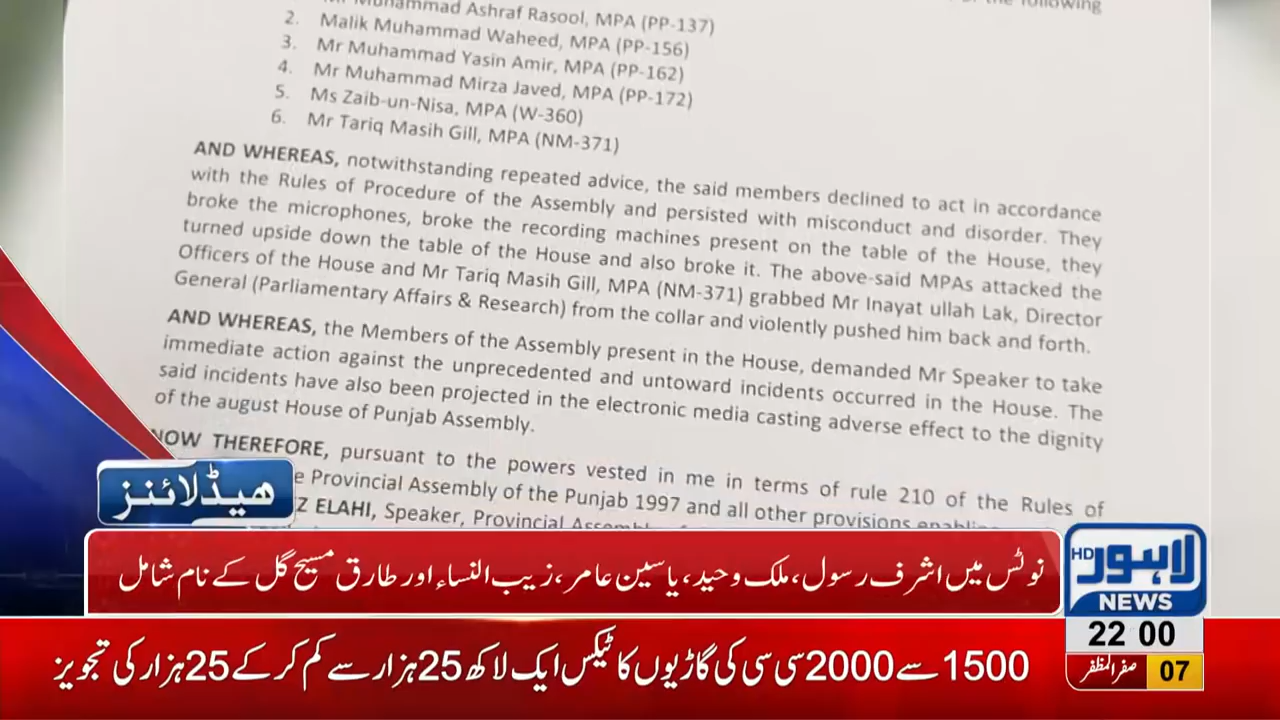 the following
Muhammad Ashraf Rasool, MPA (PP-137)
2. Malik Muhammad Waheed, MPA (PP-156)
3. Mr Muhammad Yasin Amir, MPA (PP-162)
4. Mr Muhammad Mirza Javed, MPA (PP-172)
5. Ms Zaib-un-Nisa, MPA (W-360)
6. Mr Tariq Masih Gill, MPA (NM-371)
AND WHEREAS, notwithstanding repeated advice, the said members declined to act in accordance
with the Rules of Procedure of the Assembly and persisted with misconduct and disorder. They
broke the microphones, broke the recording machines present on the table of the House, they
turned upside down the table of the House and also broke it. The above-said MPAs attacked the
Officers of the House and Mr Tariq Masih Gill, MPA (NM-371) grabbed Mr Inayat ullah Lak, Director
General (Parliamentary Affairs & Research) from the collar and violently pushed him back and forth.
AND WHEREAS, the Members of the Assembly present in the House, demanded Mr Speaker to take
immediate action against the unprecedented and untoward incidents occurred in the House. The
said incidents have also been projected in the electronic media casting adverse effect to the dignity
of the august House of Punjab Assembly.
NOW THEREFORE, pursuant to the powers vested in me in terms of rule 210 of the Rules of
Provincial Assembly of the Punjab 1997 and all other provisions
ELAHI, Speaker, Provincial
ھیڈلائنز
نوٹس میں اشرف رسول، ملک وحید، یاسین عامر، زیب النساء اور طارق مسیح گل کے نام شامل
HD لاہور
NEWS
22 00
07 صفر المظفر
1500 سے 2000 سی سی کی گاڑیوں کا ٹیکس ایک لاکھ 25 ہزار سے کم کر کے 25 ہزار کی تجویز